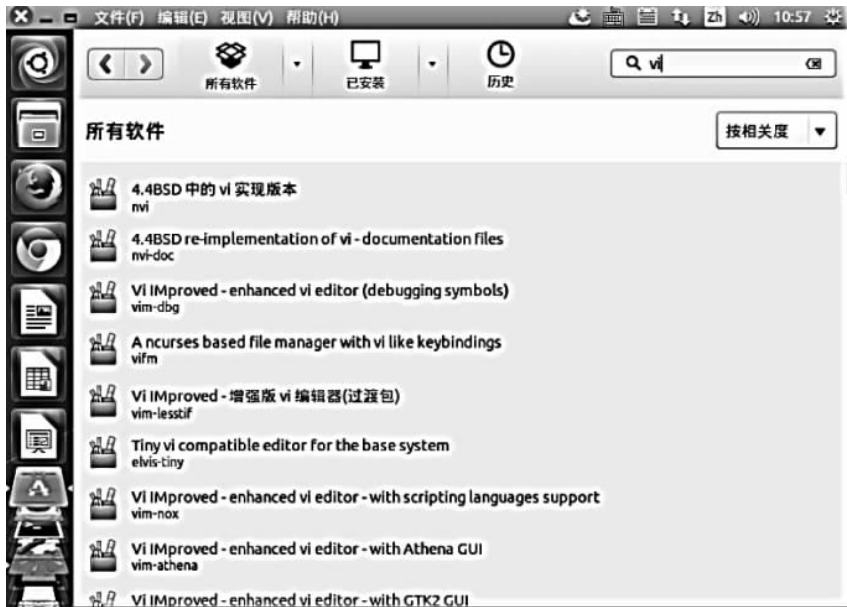 文件(F) 编辑(E) 视图(V) 帮助(H) Zh 10:57
所有软件 已安装 历史 vi
所有软件 按相关度
4.4BSD 中的 vi 实现版本
nvi
4.4BSD re-implementation of vi - documentation files
nvi-doc
Vi IMproved - enhanced vi editor (debugging symbols)
vim-dbg
A ncurses based file manager with vi like keybindings
vifm
Vi IMproved - 增强版 vi 编辑器(过渡包)
vim-lesstif
Tiny vi compatible editor for the base system
elvis-tiny
Vi IMproved - enhanced vi editor - with scripting languages support
vim-nox
Vi IMproved - enhanced vi editor - with Athena GUI
vim-athena
Vi IMproved - enhanced vi editor - with GTK2 GUI